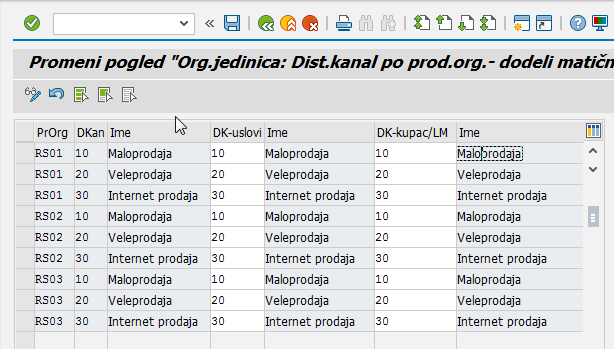 Promeni pogled "Org.jedinica: Dist.kanal po prod.org.- dodeli matičn
PrOrg DKan Ime DK-uslovi Ime DK-kupac/LM Ime
RS01 10 Maloprodaja 10 Maloprodaja 10 Maloprodaja
RS01 20 Veleprodaja 20 Veleprodaja 20 Veleprodaja
RS01 30 Internet prodaja 30 Internet prodaja 30 Internet prodaja
RS02 10 Maloprodaja 10 Maloprodaja 10 Maloprodaja
RS02 20 Veleprodaja 20 Veleprodaja 20 Veleprodaja
RS02 30 Internet prodaja 30 Internet prodaja 30 Internet prodaja
RS03 10 Maloprodaja 10 Maloprodaja 10 Maloprodaja
RS03 20 Veleprodaja 20 Veleprodaja 20 Veleprodaja
RS03 30 Internet prodaja 30 Internet prodaja 30 Internet prodaja